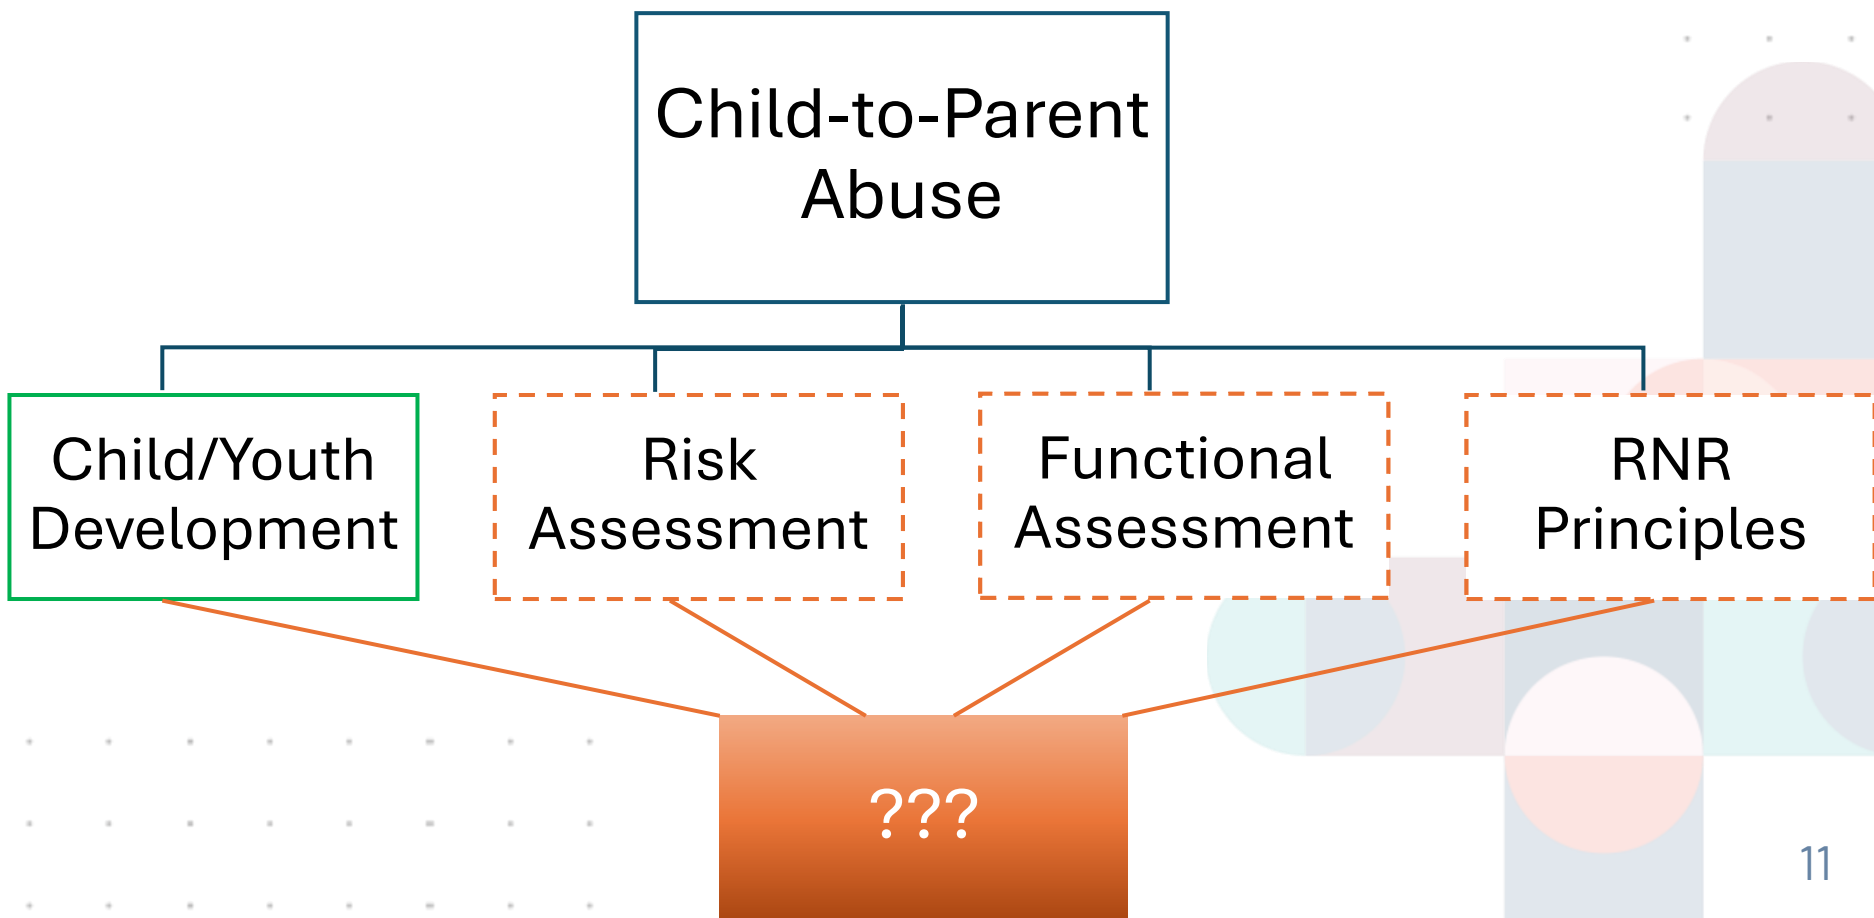 Child-to-Parent
Abuse
Child/Youth
Development
Risk
Assessment
Functional
Assessment
RNR
Principles
???
11